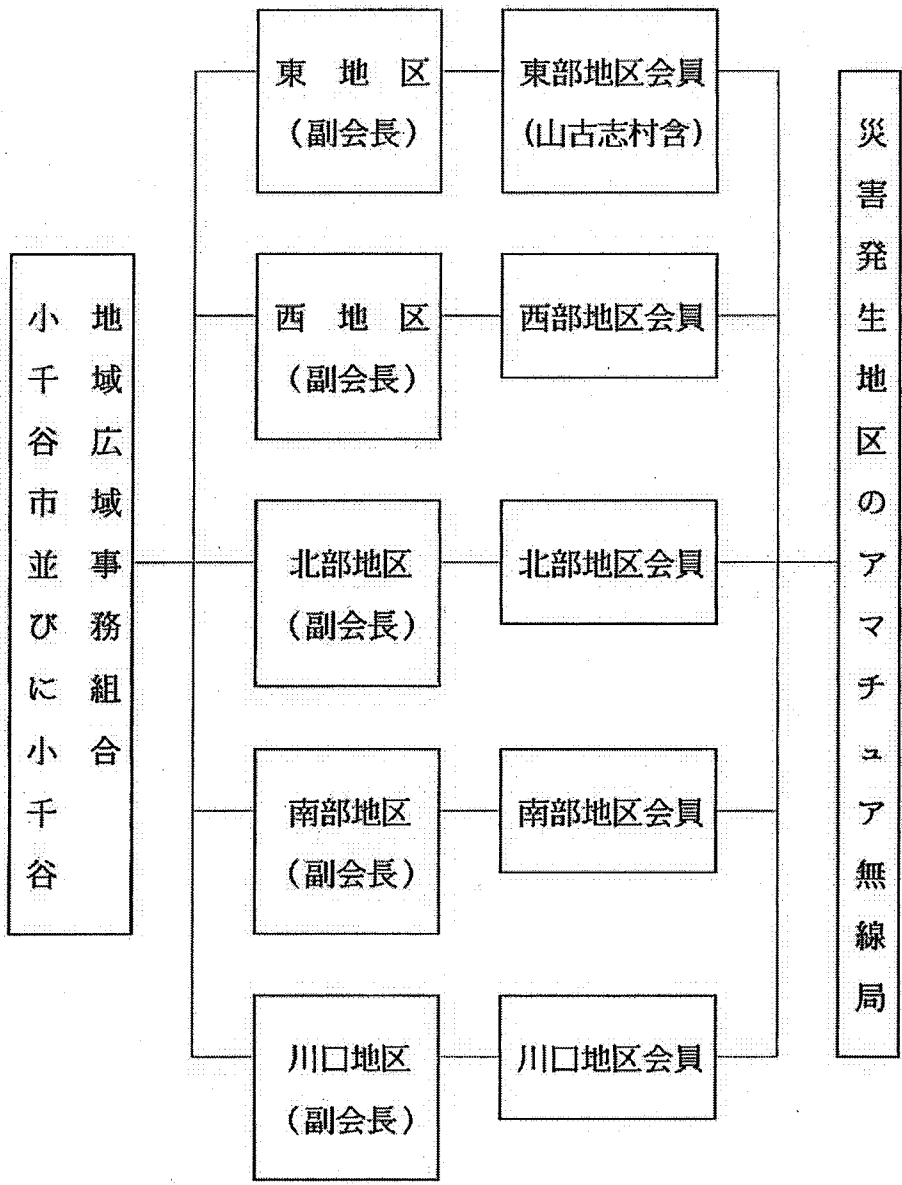 小千谷市並びに小千谷
地域広域事務組合
東地区
（副会長）
東部地区会員
(山古志村含)
西地区
（副会長）
西部地区会員
北部地区
（副会長）
北部地区会員
南部地区
（副会長）
南部地区会員
川口地区
（副会長）
川口地区会員
災害発生地区のアマチュア無線局